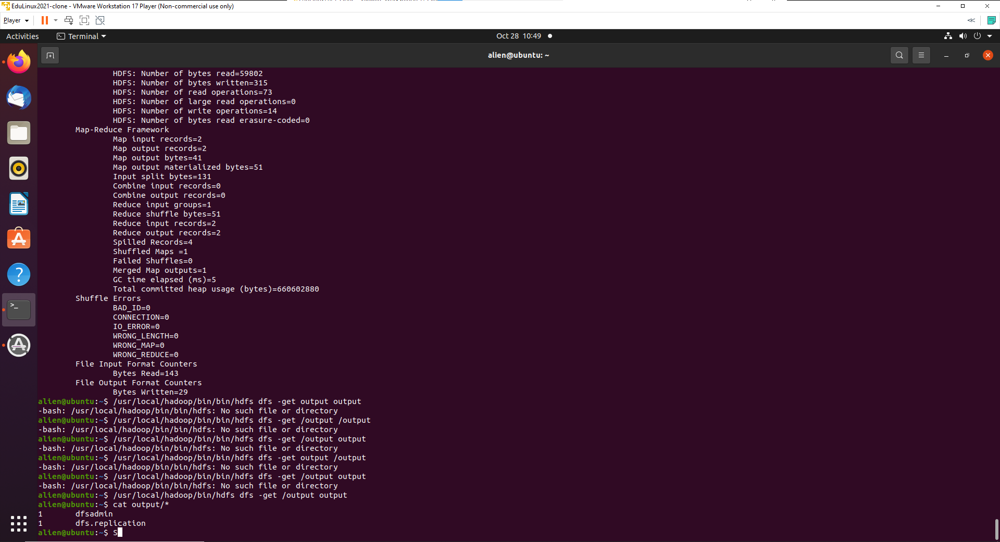 EduLinux2021-clone - VMware Workstation 17 Player (Non-commercial use only)
Player
Activities
Terminal
Oct 28 10:49
alien@ubuntu: ~
HDFS: Number of bytes read=59802
HDFS: Number of bytes written=315
HDFS: Number of read operations=73
HDFS: Number of large read operations=0
HDFS: Number of write operations=14
HDFS: Number of bytes read erasure-coded=0
Map-Reduce Framework
Map input records=2
Map output records=2
Map output bytes=41
Map output materialized bytes=51
Input split bytes=131
Combine input records=0
Combine output records=0
Reduce input groups=1
Reduce shuffle bytes=51
Reduce input records=2
Reduce output records=2
Spilled Records=4
Shuffled Maps =1
Failed Shuffles=0
Merged Map outputs=1
GC time elapsed (ms)=5
Total committed heap usage (bytes)=660602880
Shuffle Errors
BAD_ID=0
CONNECTION=0
IO_ERROR=0
WRONG_LENGTH=0
WRONG_MAP=0
WRONG_REDUCE=0
File Input Format Counters
Bytes Read=143
File Output Format Counters
Bytes Written=29
alien@ubuntu:~$ /usr/local/hadoop/bin/bin/hdfs dfs -get output output
-bash: /usr/local/hadoop/bin/bin/hdfs: No such file or directory
alien@ubuntu:~$ /usr/local/hadoop/bin/bin/hdfs dfs -get /output /output
-bash: /usr/local/hadoop/bin/bin/hdfs: No such file or directory
alien@ubuntu:~$ /usr/local/hadoop/bin/bin/hdfs dfs -get /output output
-bash: /usr/local/hadoop/bin/bin/hdfs: No such file or directory
alien@ubuntu:~$ /usr/local/hadoop/bin/bin/hdfs dfs -get output /output
-bash: /usr/local/hadoop/bin/bin/hdfs: No such file or directory
alien@ubuntu:~$ /usr/local/hadoop/bin/bin/hdfs dfs -get /output output
-bash: /usr/local/hadoop/bin/bin/hdfs: No such file or directory
alien@ubuntu:~$ /usr/local/hadoop/bin/hdfs dfs -get /output output
alien@ubuntu:~$ cat output/*
1 dfsadmin
1 dfs.replication
alien@ubuntu:~$ S